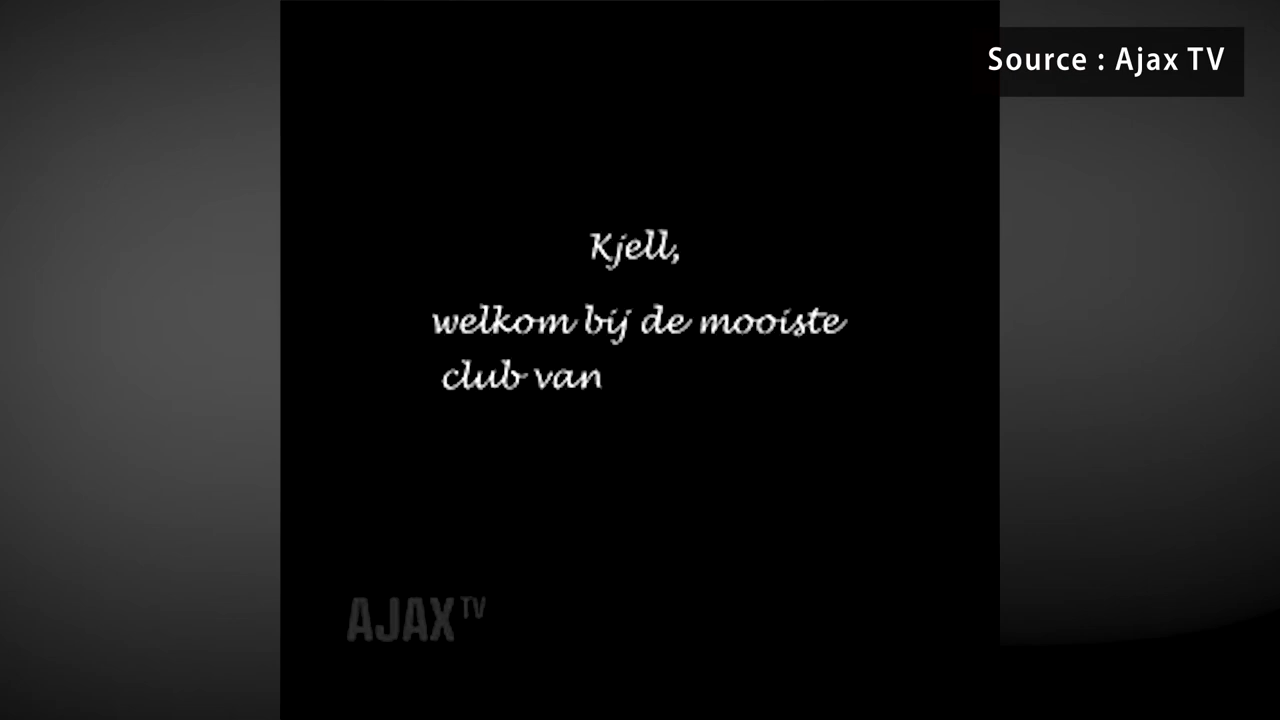 Source : Ajax TV
Kjell,
welkom bij de mooiste
club van
AJAX TV